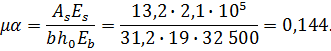 μα = A_sE_s / bh_0E_b = 13,2 · 2,1 · 10^5 / 31,2 · 19 · 32 500 = 0,144.